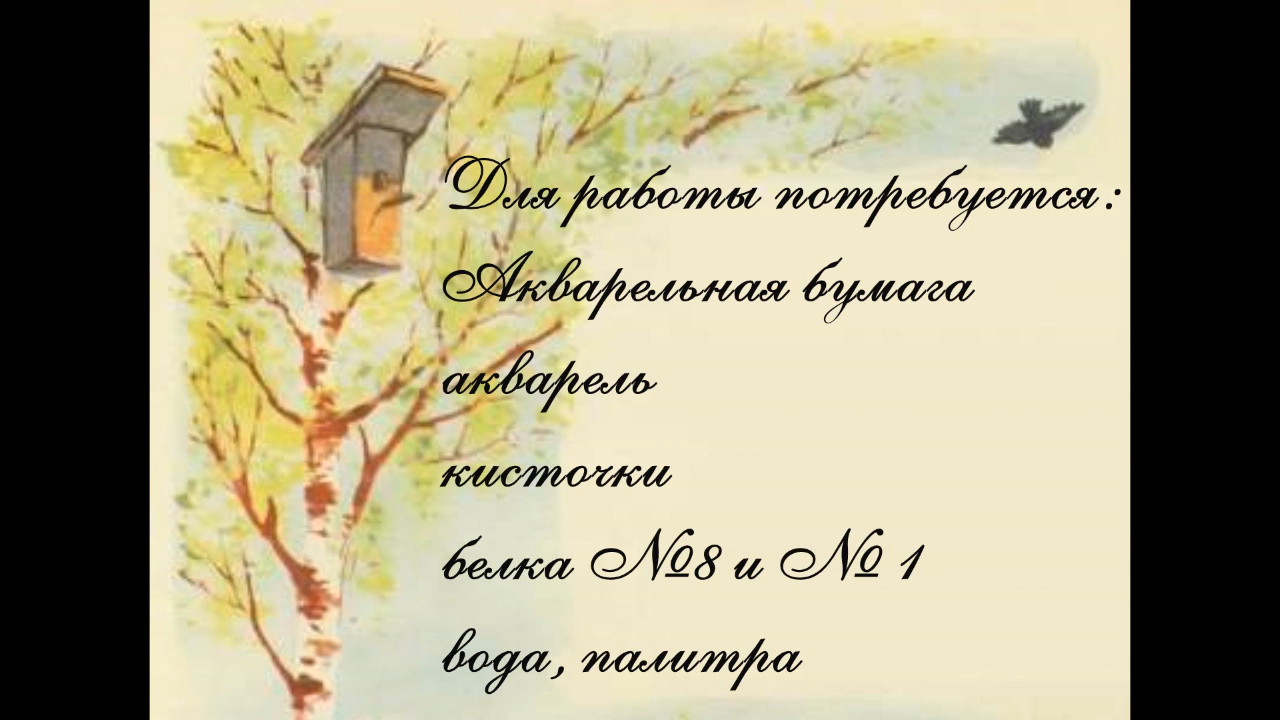 Для работы потребуется:
Акварельная бумага
акварель
кисточки
белка №8 и № 1
вода, палитра